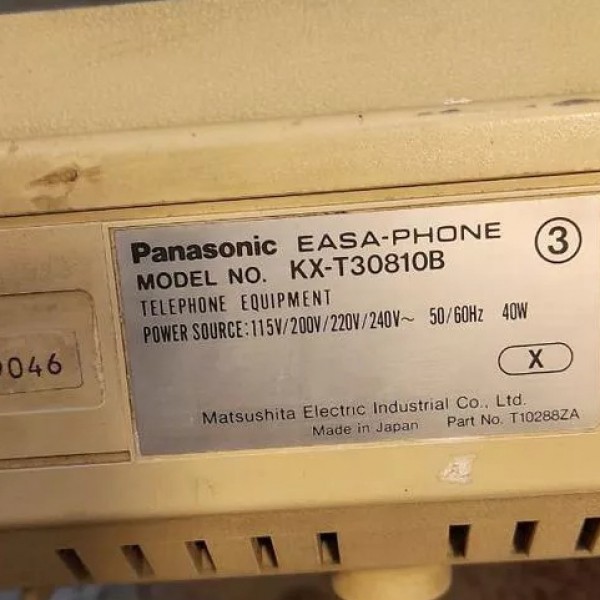 Panasonic EASA-PHONE ③
MODEL NO. KX-T30810B
TELEPHONE EQUIPMENT
POWER SOURCE:115V/200V/220V/240V~ 50/60Hz 40W
X
Matsushita Electric Industrial Co., Ltd.
Made in Japan Part No. T10288ZA
9046